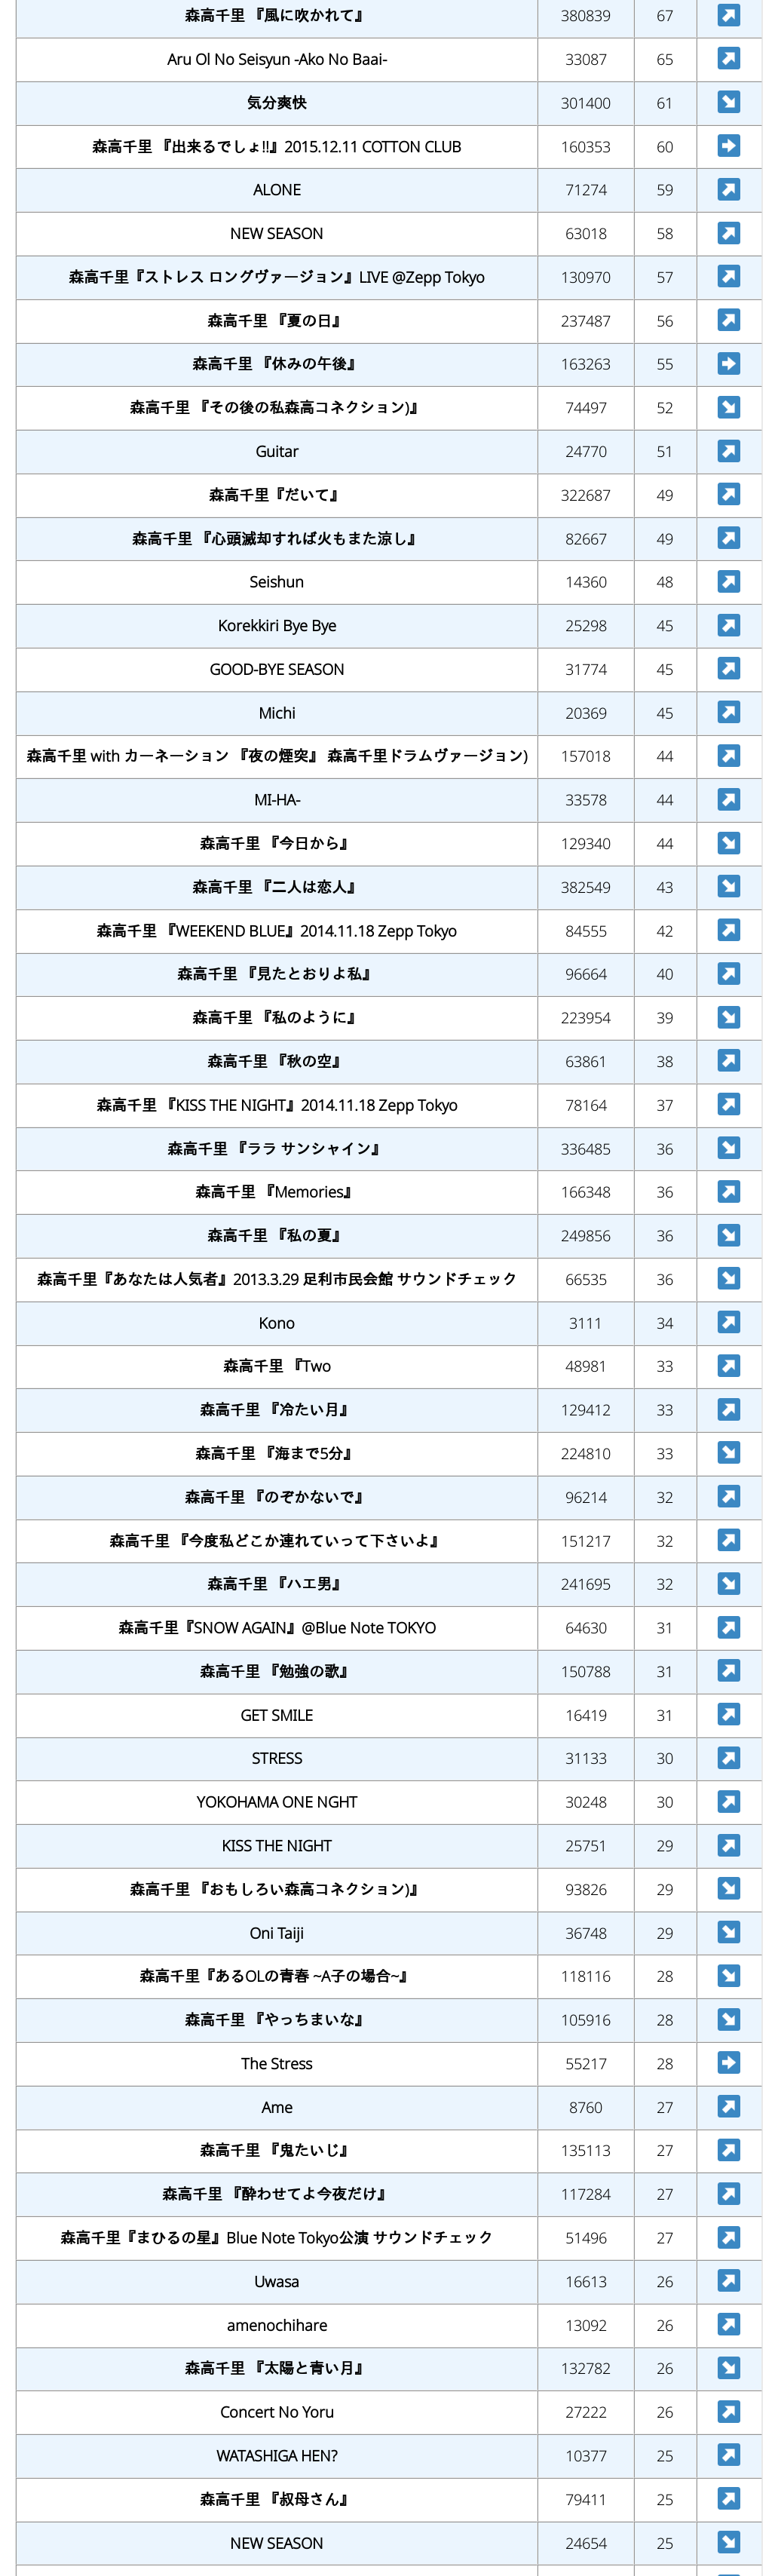 森高千里 『風に吹かれて』 380839 67
Aru Ol No Seisyun -Ako No Baai- 33087 65
気分爽快 301400 61
森高千里 『出来るでしょ!!』2015.12.11 COTTON CLUB 160353 60
ALONE 71274 59
NEW SEASON 63018 58
森高千里『ストレス ロングヴァージョン』LIVE @Zepp Tokyo 130970 57
森高千里 『夏の日』 237487 56
森高千里 『休みの午後』 163263 55
森高千里 『その後の私森高コネクション)』 74497 52
Guitar 24770 51
森高千里『だいて』 322687 49
森高千里 『心頭滅却すれば火もまた涼し』 82667 49
Seishun 14360 48
Korekkiri Bye Bye 25298 45
GOOD-BYE SEASON 31774 45
Michi 20369 45
森高千里 with カーネーション 『夜の煙突』 森高千里ドラムヴァージョン) 157018 44
MI-HA- 33578 44
森高千里 『今日から』 129340 44
森高千里 『二人は恋人』 382549 43
森高千里 『WEEKEND BLUE』2014.11.18 Zepp Tokyo 84555 42
森高千里 『見たとおりよ私』 96664 40
森高千里 『私のように』 223954 39
森高千里 『秋の空』 63861 38
森高千里 『KISS THE NIGHT』2014.11.18 Zepp Tokyo 78164 37
森高千里 『ララ サンシャイン』 336485 36
森高千里 『Memories』 166348 36
森高千里 『私の夏』 249856 36
森高千里『あなたは人気者』2013.3.29 足利市民会館 サウンドチェック 66535 36
Kono 3111 34
森高千里 『Two 48981 33
森高千里 『冷たい月』 129412 33
森高千里 『海まで5分』 224810 33
森高千里 『のぞかないで』 96214 32
森高千里 『今度私どこか連れていって下さいよ』 151217 32
森高千里 『ハエ男』 241695 32
森高千里『SNOW AGAIN』@Blue Note TOKYO 64630 31
森高千里 『勉強の歌』 150788 31
GET SMILE 16419 31
STRESS 31133 30
YOKOHAMA ONE NGHT 30248 30
KISS THE NIGHT 25751 29
森高千里 『おもしろい森高コネクション)』 93826 29
Oni Taiji 36748 29
森高千里『あるOLの青春 ~A子の場合~』 118116 28
森高千里 『やっちまいな』 105916 28
The Stress 55217 28
Ame 8760 27
森高千里 『鬼たいじ』 135113 27
森高千里 『酔わせてよ今夜だけ』 117284 27
森高千里『まひるの星』Blue Note Tokyo公演 サウンドチェック 51496 27
Uwasa 16613 26
amenochihare 13092 26
森高千里 『太陽と青い月』 132782 26
Concert No Yoru 27222 26
WATASHIGA HEN? 10377 25
森高千里 『叔母さん』 79411 25
NEW SEASON 24654 25